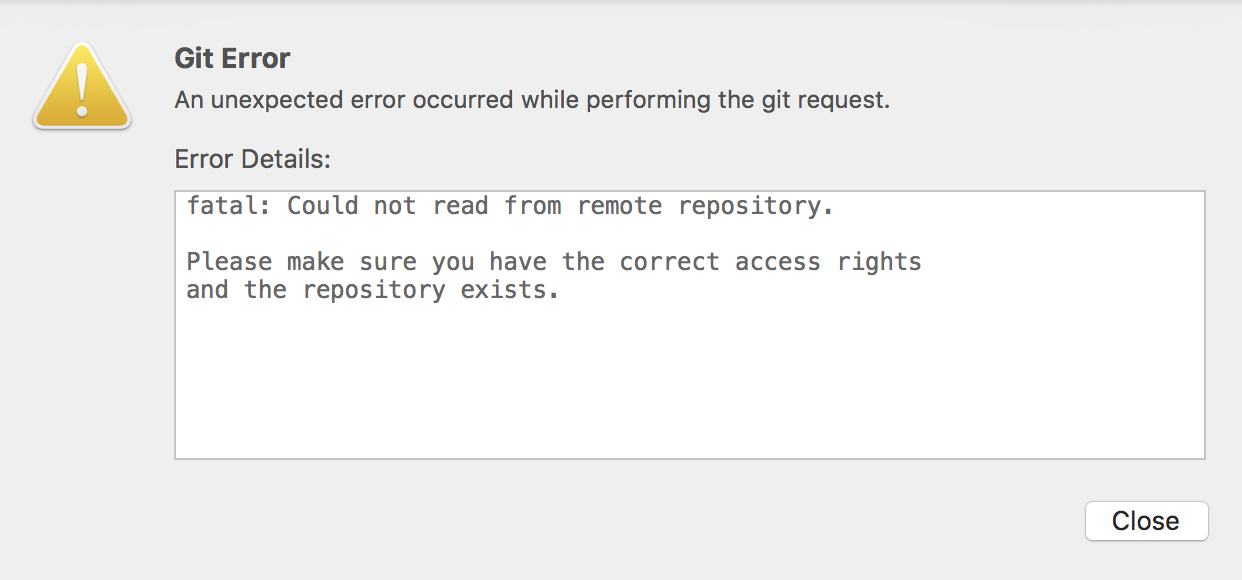 Git Error
An unexpected error occurred while performing the git request.
Error Details:
fatal: Could not read from remote repository.
Please make sure you have the correct access rights
and the repository exists.
Close